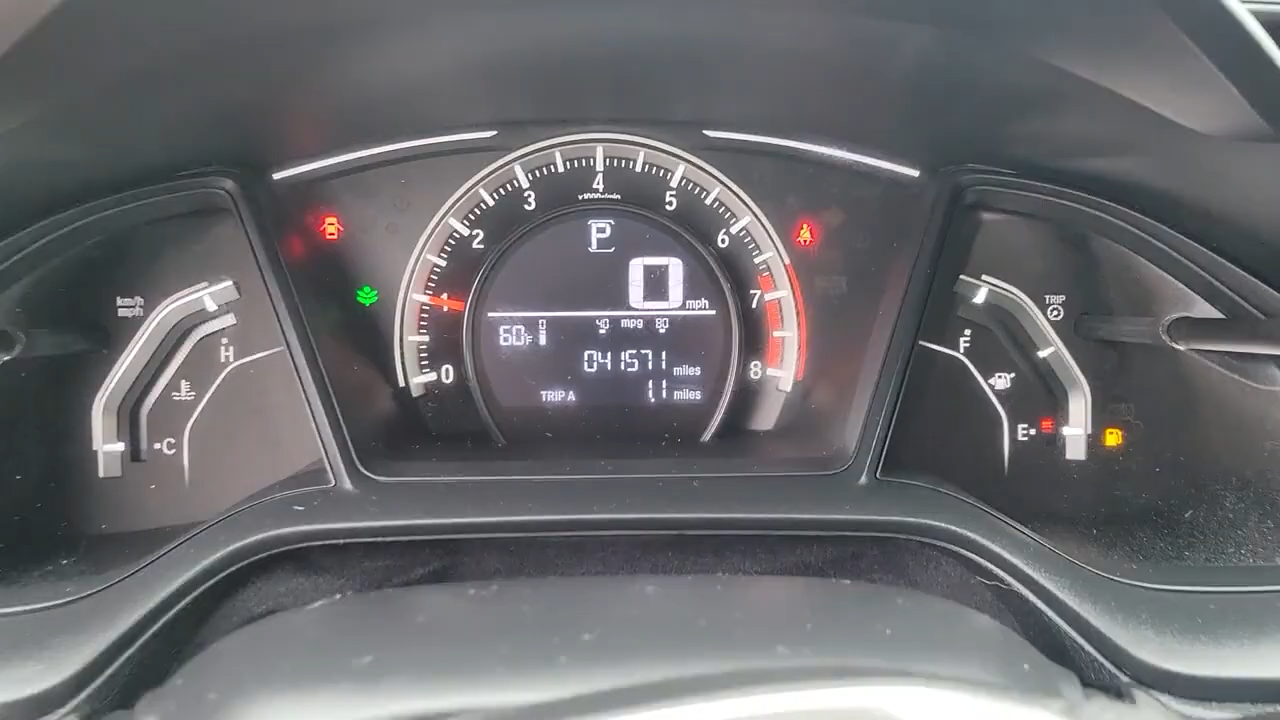 4
x1000r/min
3
5
2
6
1
7
0
8
P
0 mph
0 40 mpg 80
60°F
041571 miles
TRIP A 1.1 miles
km/h
mph
H
C
TRIP
F
E